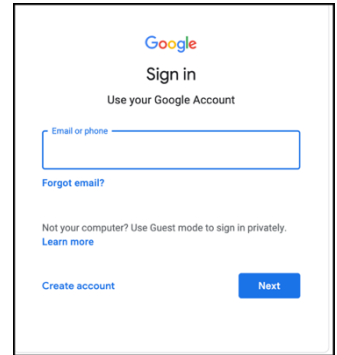 Google
Sign in
Use your Google Account
Email or phone
Forgot email?
Not your computer? Use Guest mode to sign in privately.
Learn more
Create account
Next